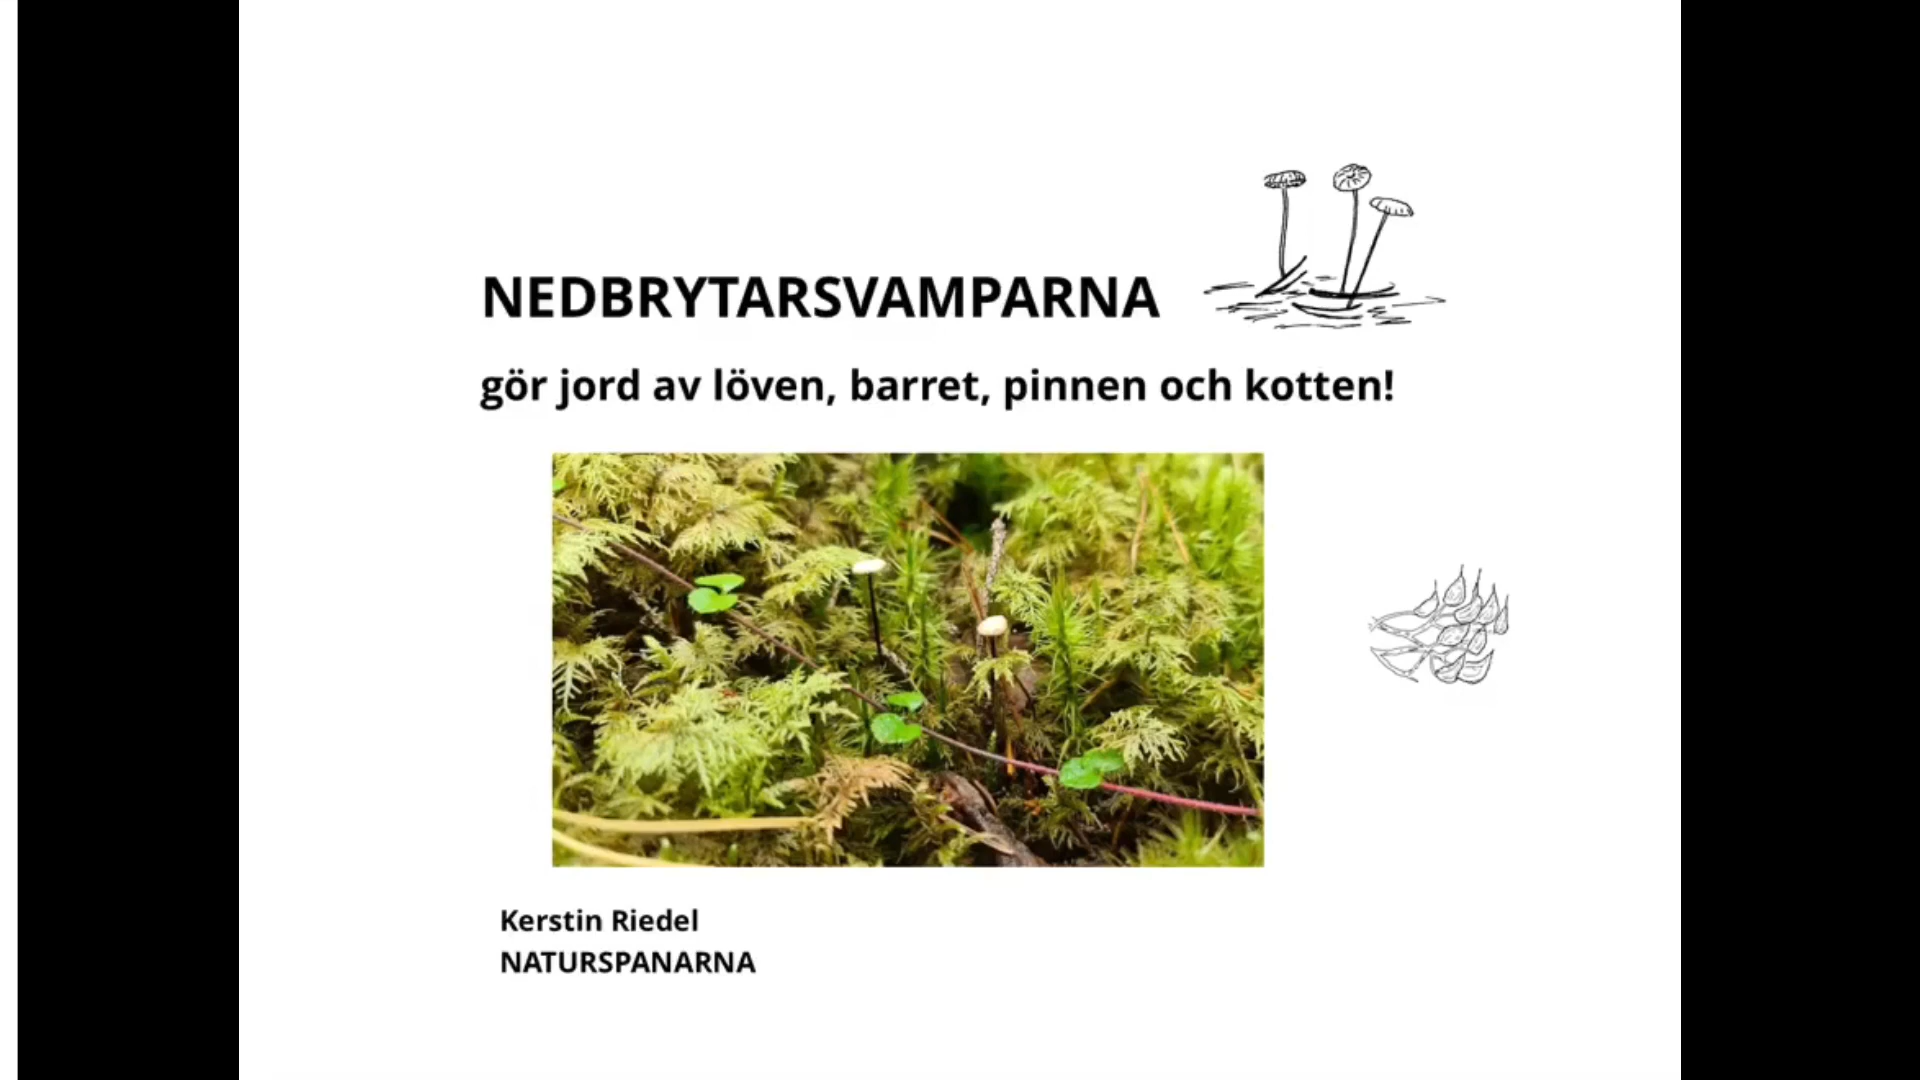 NEDBRYTARSVAMPARNA
gör jord av löven, barret, pinnen och kotten!
Kerstin Riedel
NATURSPANARNA